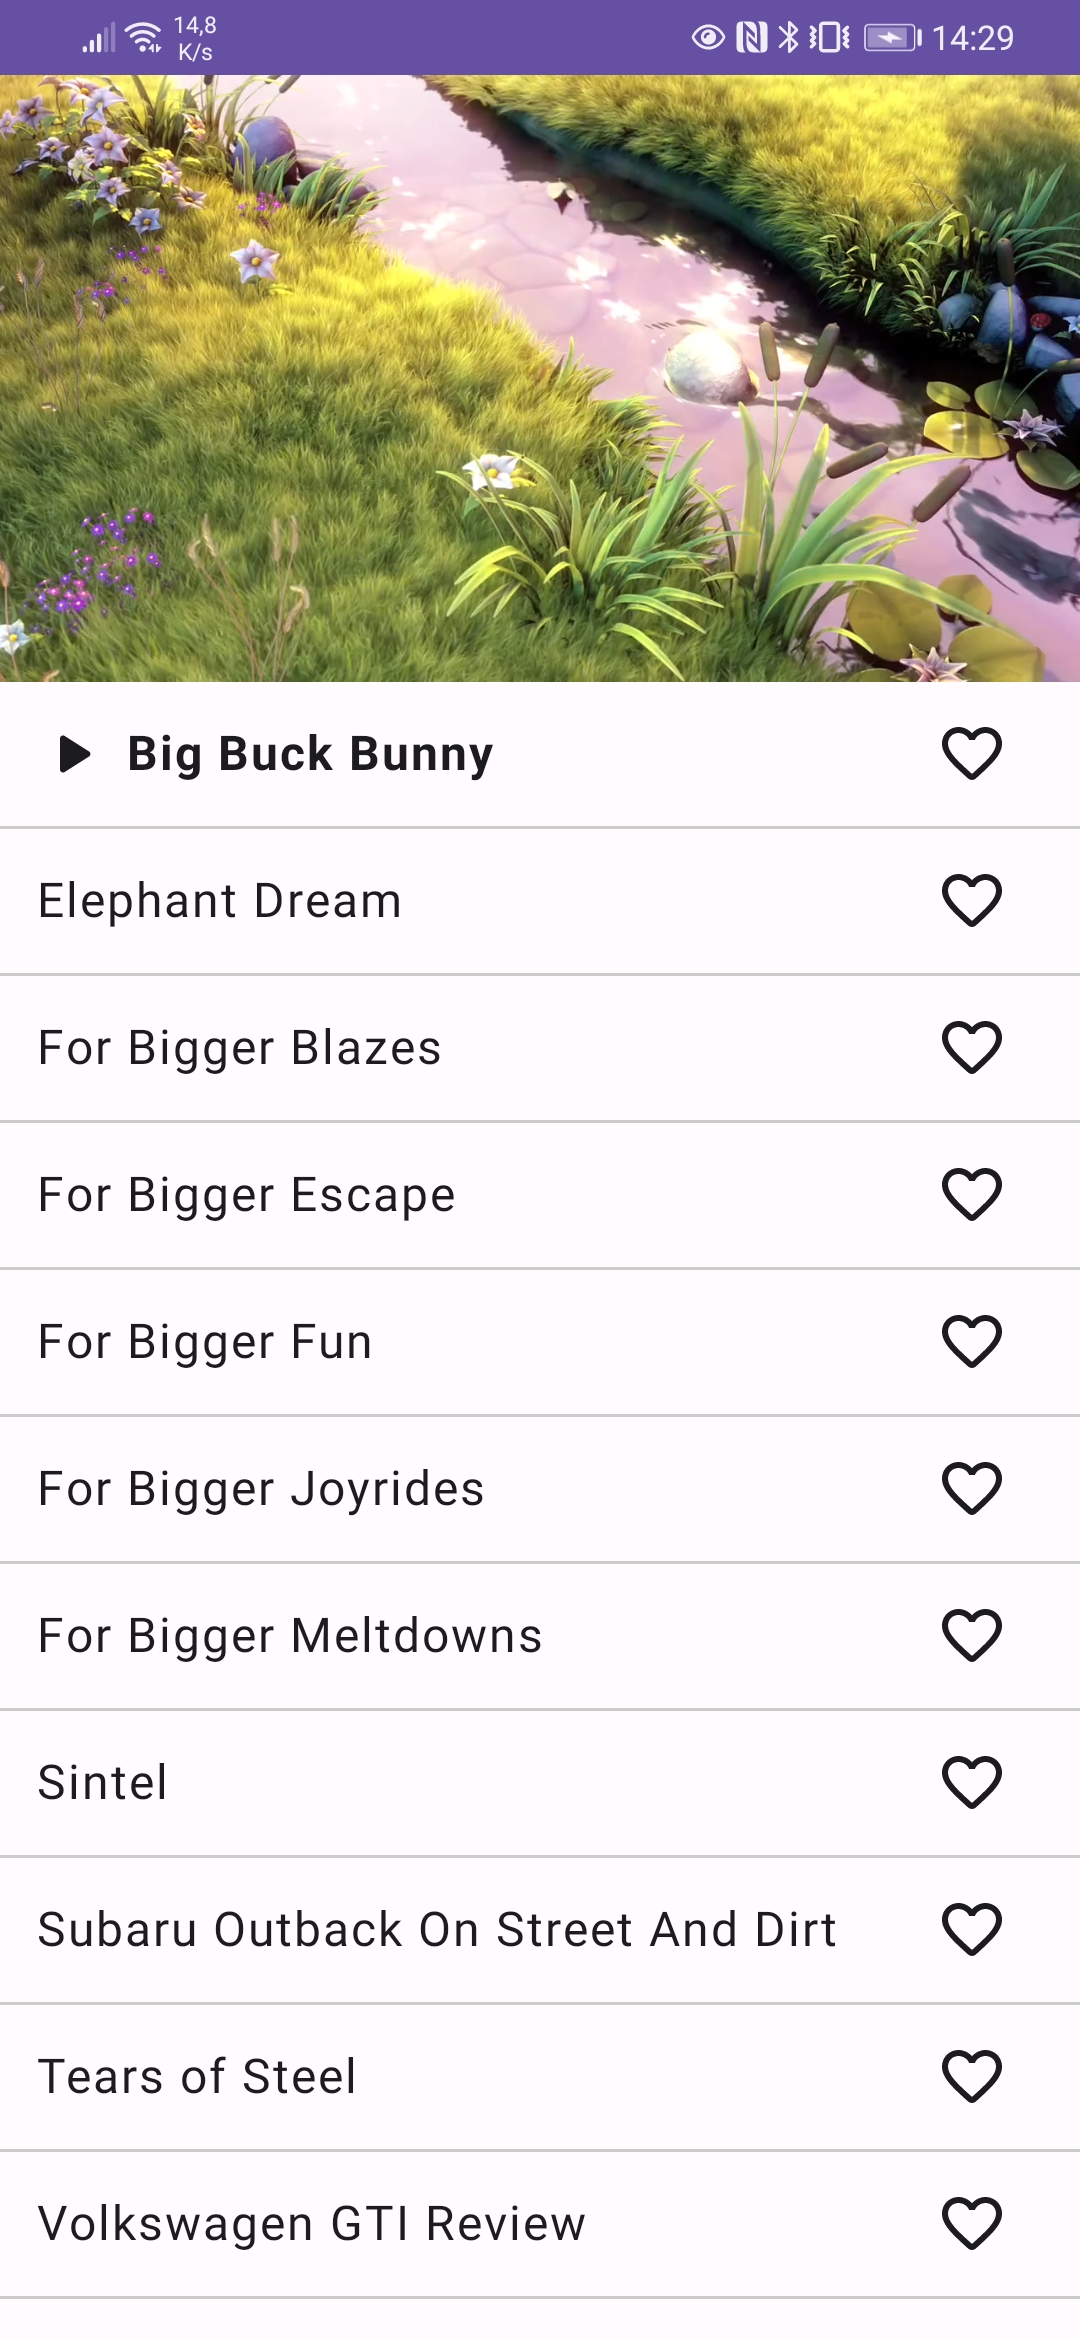 14,8
K/s
14:29
Big Buck Bunny
Elephant Dream
For Bigger Blazes
For Bigger Escape
For Bigger Fun
For Bigger Joyrides
For Bigger Meltdowns
Sintel
Subaru Outback On Street And Dirt
Tears of Steel
Volkswagen GTI Review